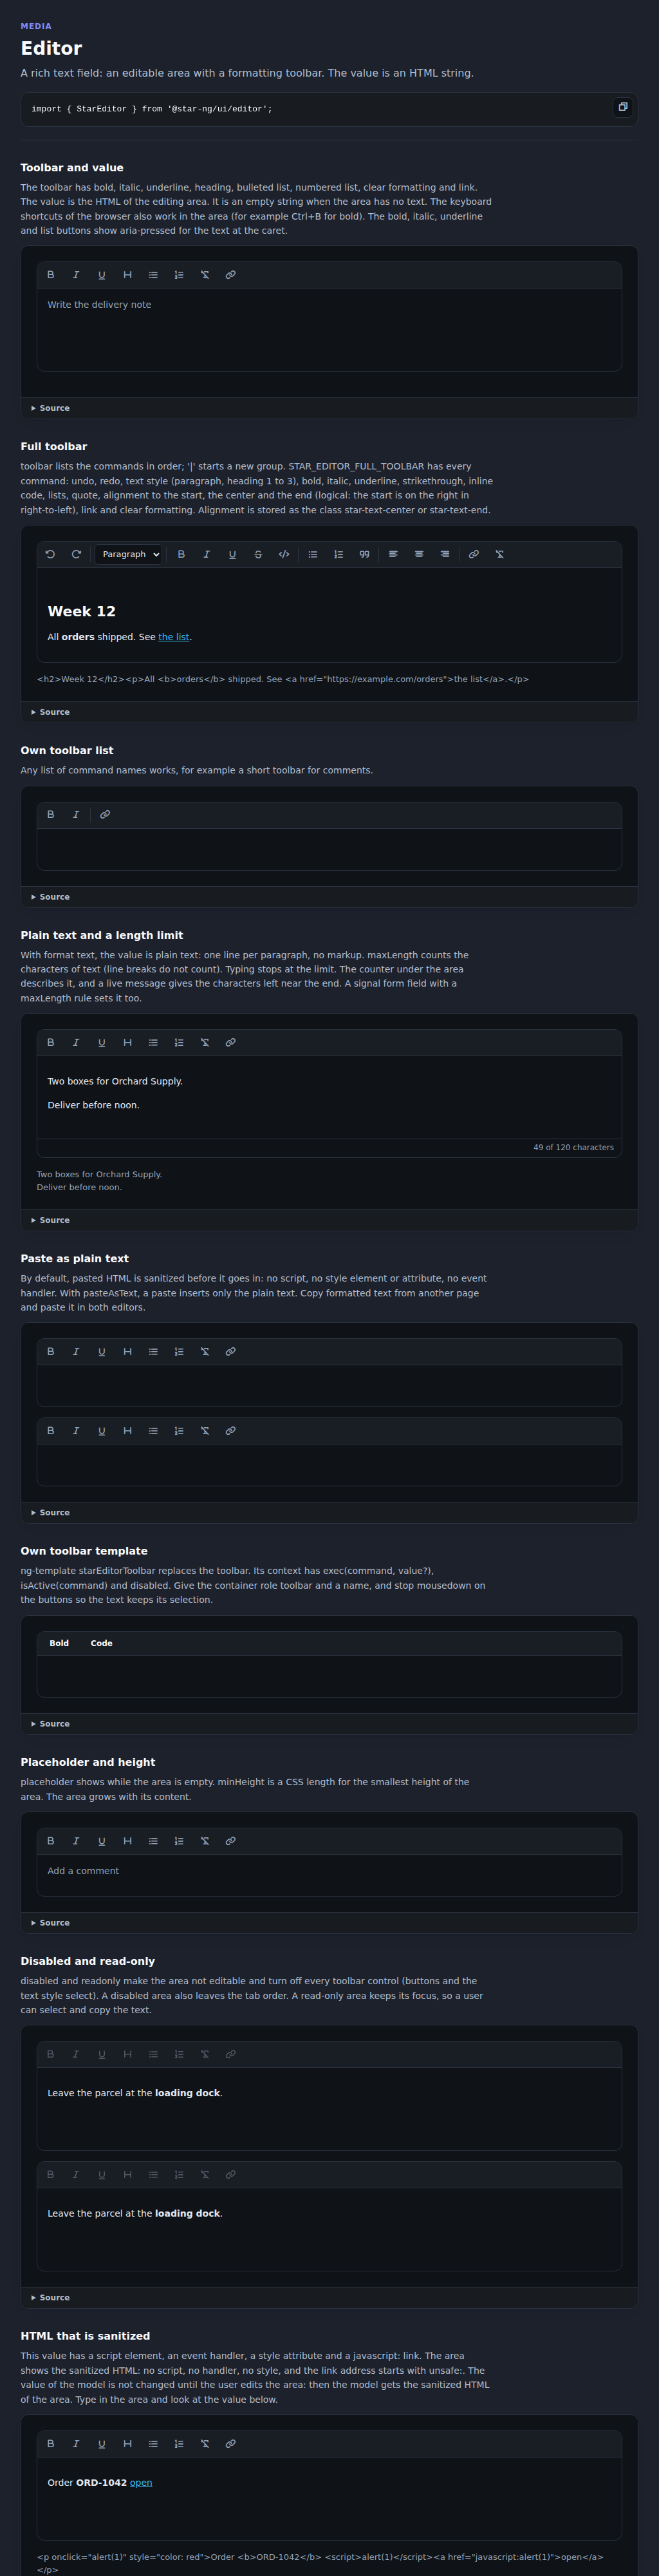 MEDIA
Editor
A rich text field: an editable area with a formatting toolbar. The value is an HTML string.
import { StarEditor } from '@star-ng/ui/editor';
Toolbar and value
The toolbar has bold, italic, underline, heading, bulleted list, numbered list, clear formatting and link.
The value is the HTML of the editing area. It is an empty string when the area has no text. The keyboard
shortcuts of the browser also work in the area (for example Ctrl+B for bold). The bold, italic, underline
and list buttons show aria-pressed for the text at the caret.
Write the delivery note
Source
Full toolbar
toolbar lists the commands in order; '|' starts a new group. STAR_EDITOR_FULL_TOOLBAR has every
command: undo, redo, text style (paragraph, heading 1 to 3), bold, italic, underline, strikethrough, inline
code, lists, quote, alignment to the start, the center and the end (logical: the start is on the right in
right-to-left), link and clear formatting. Alignment is stored as the class star-text-center or star-text-end.
Paragraph
Week 12
All orders shipped. See the list.
<h2>Week 12</h2><p>All <b>orders</b> shipped. See <a href="https://example.com/orders">the list</a>.</p>
Source
Own toolbar list
Any list of command names works, for example a short toolbar for comments.
Source
Plain text and a length limit
With format text, the value is plain text: one line per paragraph, no markup. maxLength counts the
characters of text (line breaks do not count). Typing stops at the limit. The counter under the area
describes it, and a live message gives the characters left near the end. A signal form field with a
maxLength rule sets it too.
Two boxes for Orchard Supply.
Deliver before noon.
49 of 120 characters
Two boxes for Orchard Supply.
Deliver before noon.
Source
Paste as plain text
By default, pasted HTML is sanitized before it goes in: no script, no style element or attribute, no event
handler. With pasteAsText, a paste inserts only the plain text. Copy formatted text from another page
and paste it in both editors.
Source
Own toolbar template
ng-template starEditorToolbar replaces the toolbar. Its context has exec(command, value?),
isActive(command) and disabled. Give the container role toolbar and a name, and stop mousedown on
the buttons so the text keeps its selection.
Bold Code
Source
Placeholder and height
placeholder shows while the area is empty. minHeight is a CSS length for the smallest height of the
area. The area grows with its content.
Add a comment
Source
Disabled and read-only
disabled and readonly make the area not editable and turn off every toolbar control (buttons and the
text style select). A disabled area also leaves the tab order. A read-only area keeps its focus, so a user
can select and copy the text.
Leave the parcel at the loading dock.
Leave the parcel at the loading dock.
Source
HTML that is sanitized
This value has a script element, an event handler, a style attribute and a javascript: link. The area
shows the sanitized HTML: no script, no handler, no style, and the link address starts with unsafe:. The
value of the model is not changed until the user edits the area: then the model gets the sanitized HTML
of the area. Type in the area and look at the value below.
Order ORD-1042 open
<p onclick="alert(1)" style="color: red">Order <b>ORD-1042</b> <script>alert(1)</script><a href="javascript:alert(1)">open</a>
</p>